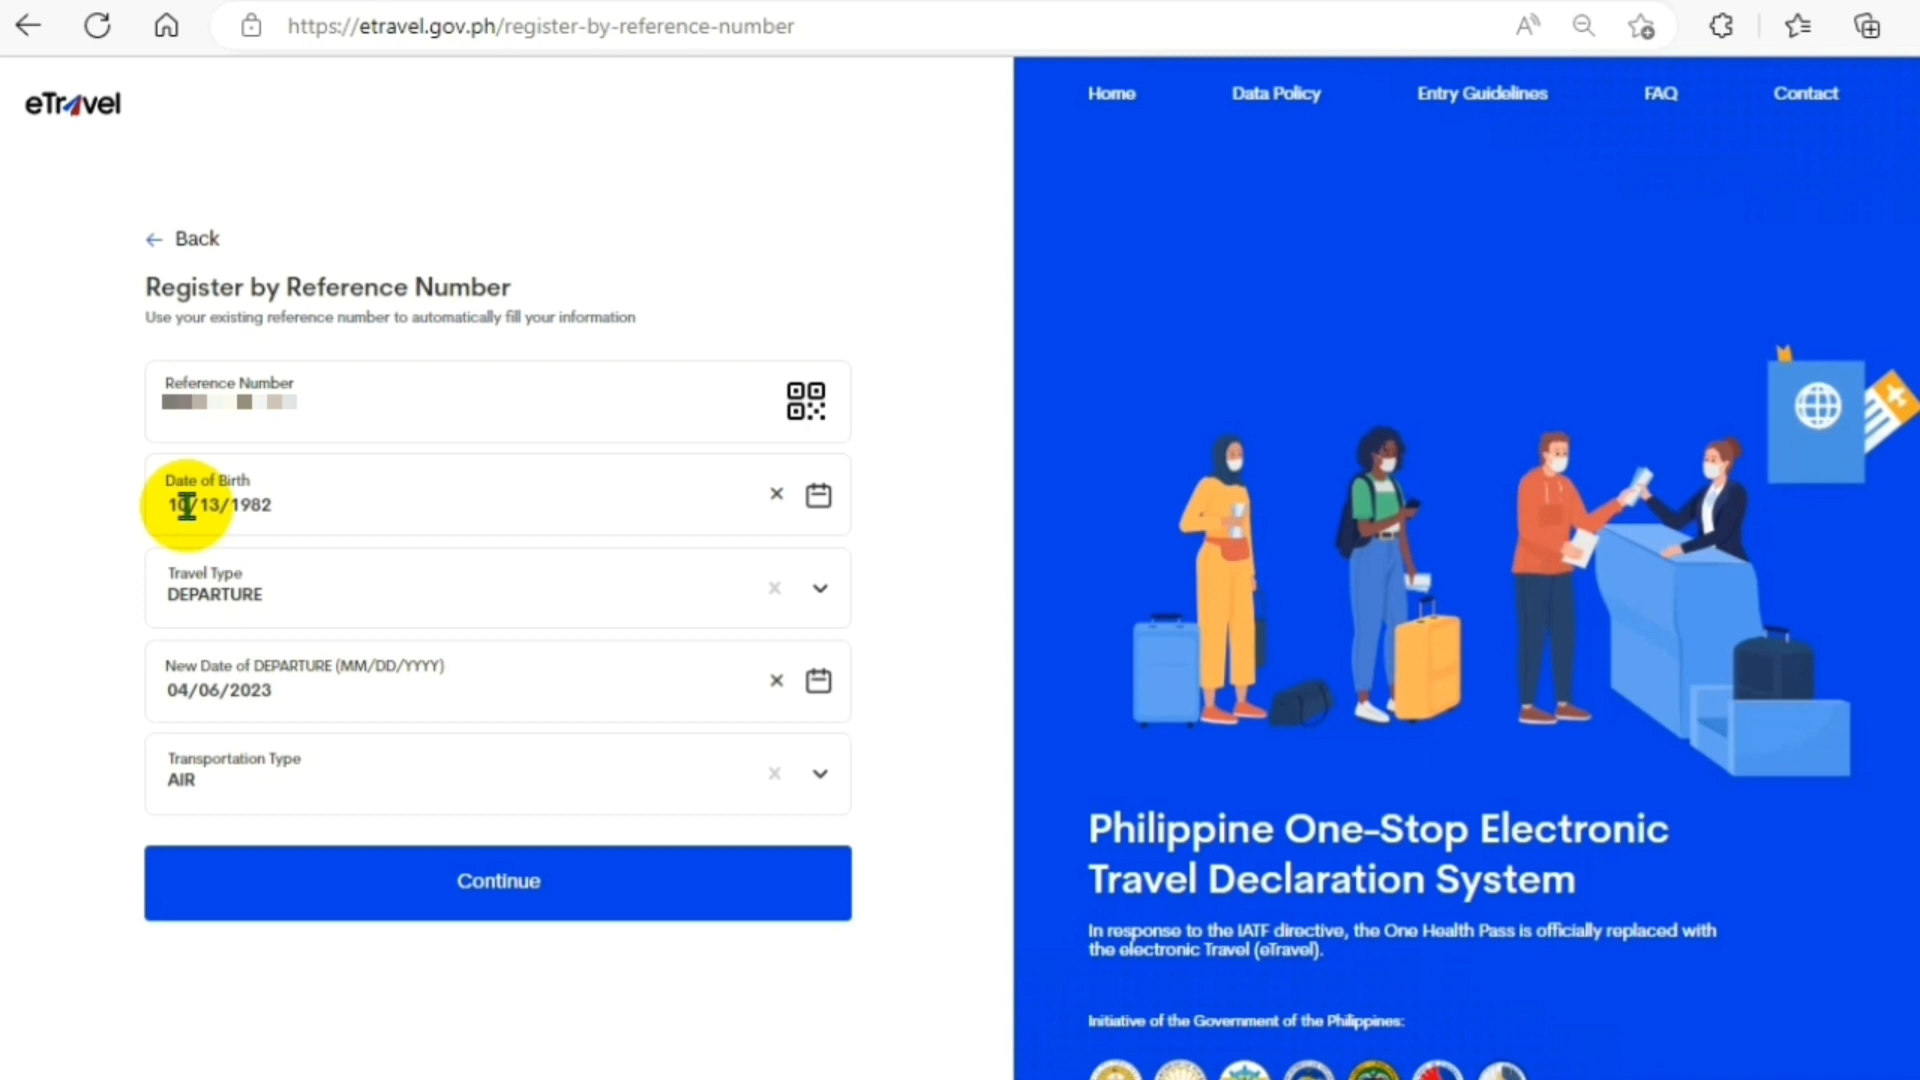 https://etravel.gov.ph/register-by-reference-number
eTravel
Home
Data Policy
Entry Guidelines
FAQ
Contact
← Back
Register by Reference Number
Use your existing reference number to automatically fill your information
Reference Number
Date of Birth
10/13/1982
Travel Type
DEPARTURE
New Date of DEPARTURE (MM/DD/YYYY)
04/06/2023
Transportation Type
AIR
Continue
Philippine One-Stop Electronic
Travel Declaration System
In response to the IATF directive, the One Health Pass is officially replaced with
the electronic Travel (eTravel).
Initiative of the Government of the Philippines: